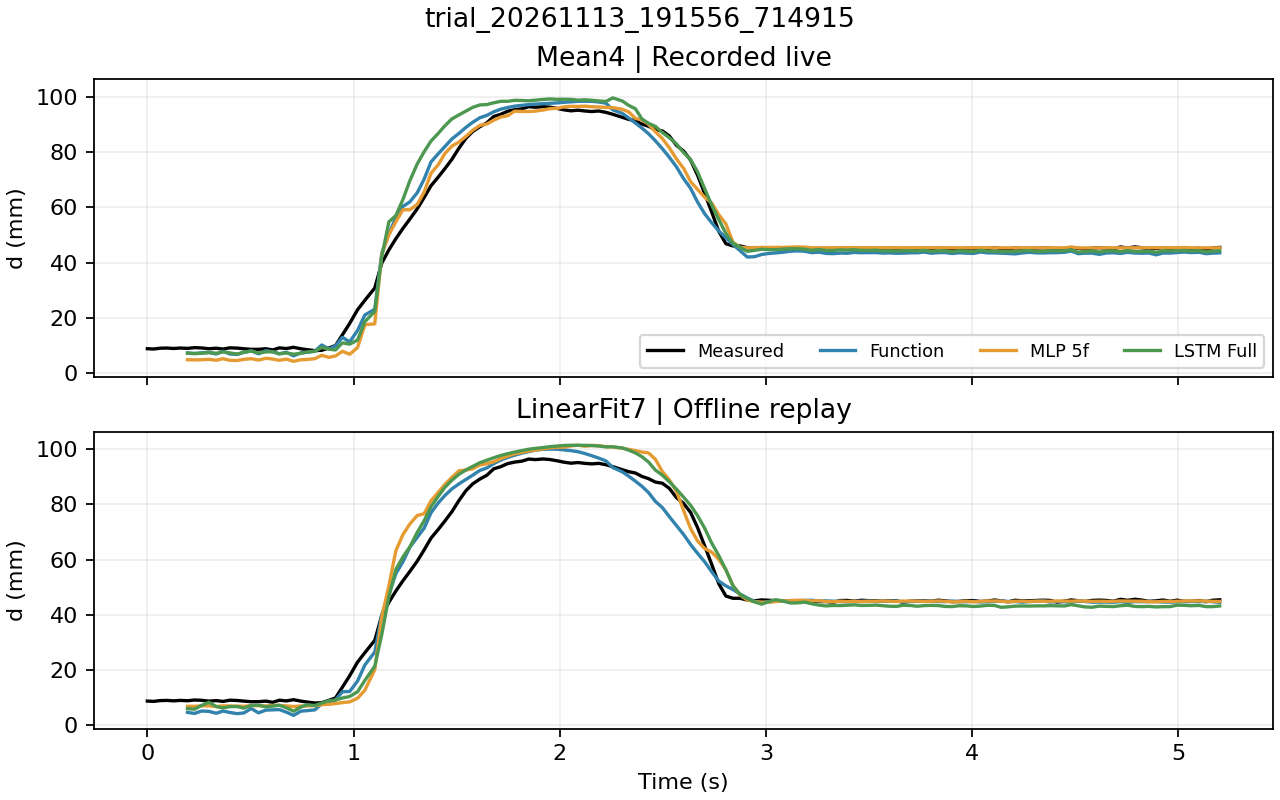 trial_20261113_191556_714915
Mean4 | Recorded live
100
80
60
40
20
0
d (mm)
Measured
Function
MLP 5f
LSTM Full
LinearFit7 | Offline replay
100
80
60
40
20
0
d (mm)
0 1 2 3 4 5
Time (s)